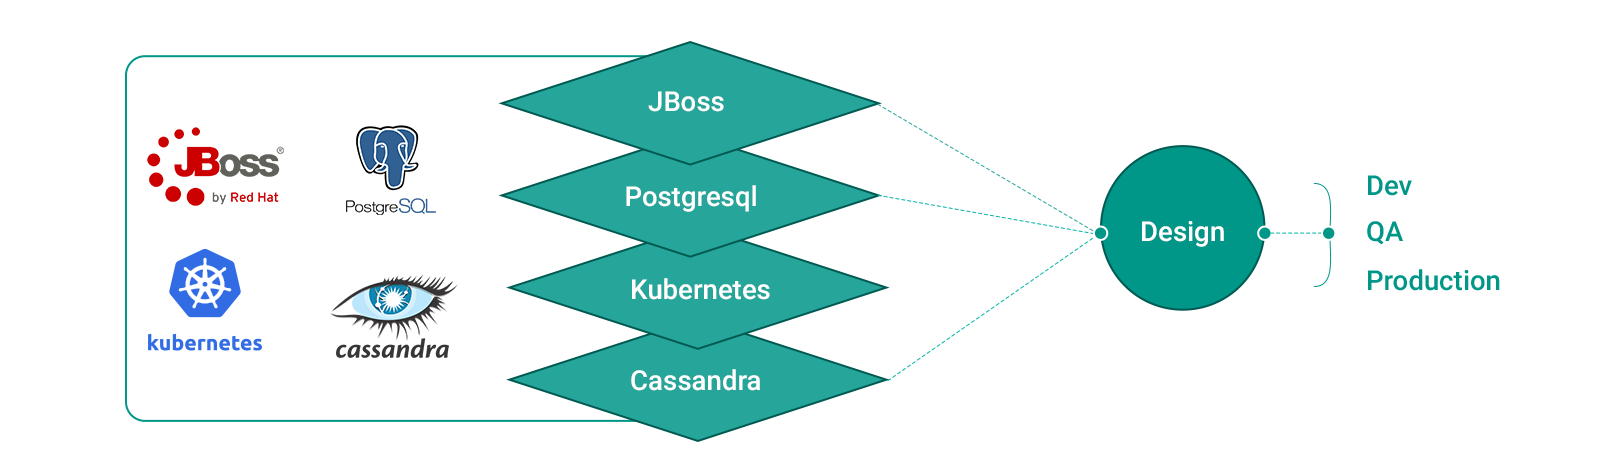 JBoss®
by Red Hat
PostgreSQL
kubernetes
cassandra
JBoss
Postgresql
Kubernetes
Cassandra
Design
Dev
QA
Production